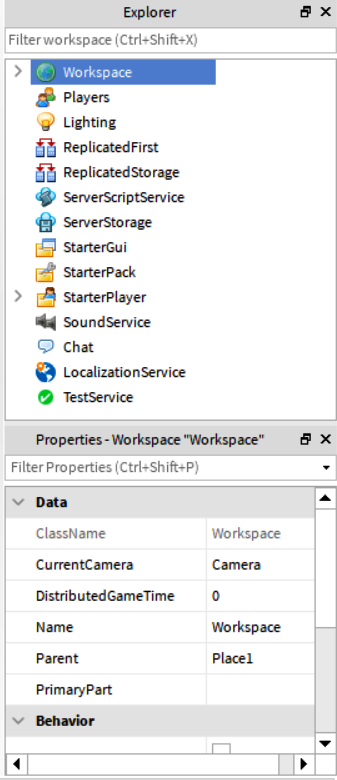 Explorer
Filter workspace (Ctrl+Shift+X)
Workspace
Players
Lighting
ReplicatedFirst
ReplicatedStorage
ServerScriptService
ServerStorage
StarterGui
StarterPack
StarterPlayer
SoundService
Chat
LocalizationService
TestService
Properties - Workspace "Workspace"
Filter Properties (Ctrl+Shift+P)
Data
ClassName Workspace
CurrentCamera Camera
DistributedGameTime 0
Name Workspace
Parent Place1
PrimaryPart
Behavior